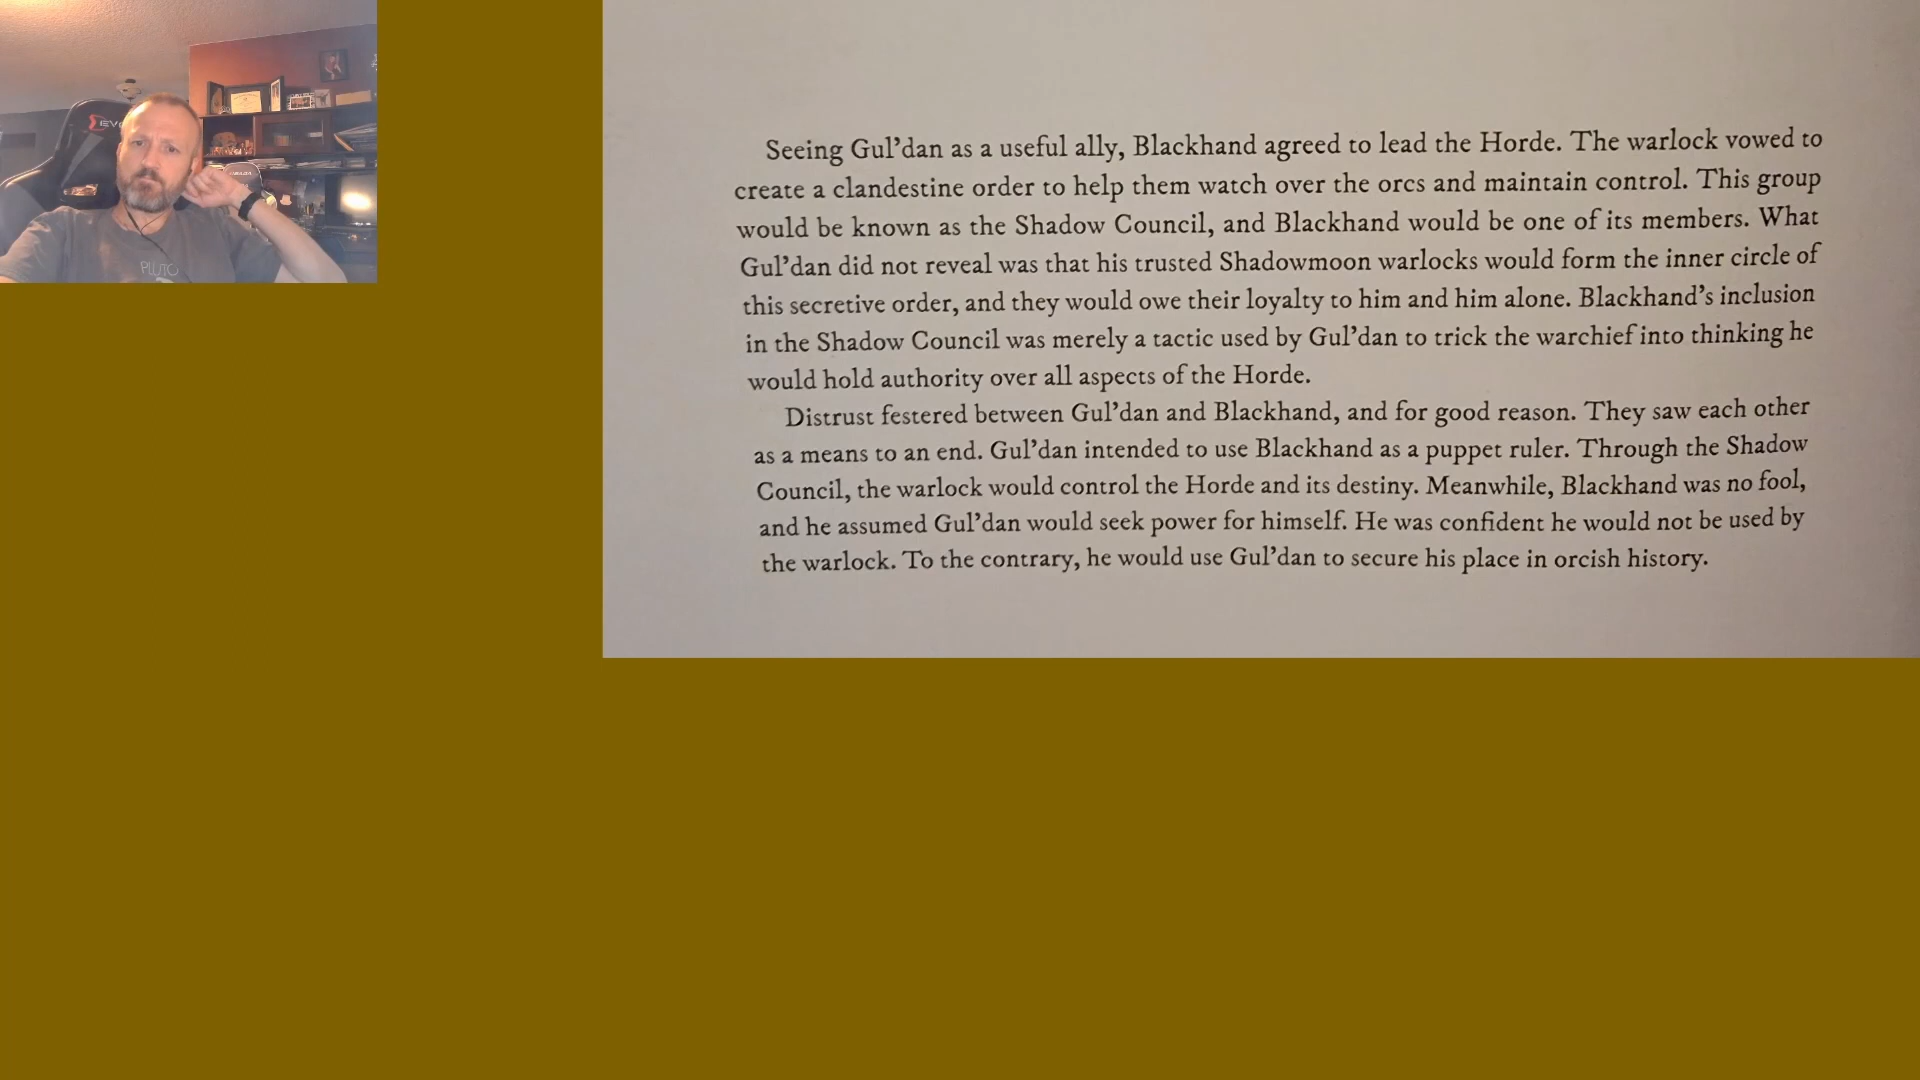 EV
PLUTO
Seeing Gul'dan as a useful ally, Blackhand agreed to lead the Horde. The warlock vowed to
create a clandestine order to help them watch over the orcs and maintain control. This group
would be known as the Shadow Council, and Blackhand would be one of its members. What
Gul'dan did not reveal was that his trusted Shadowmoon warlocks would form the inner circle of
this secretive order, and they would owe their loyalty to him and him alone. Blackhand's inclusion
in the Shadow Council was merely a tactic used by Gul'dan to trick the warchief into thinking he
would hold authority over all aspects of the Horde.
Distrust festered between Gul'dan and Blackhand, and for good reason. They saw each other
as a means to an end. Gul'dan intended to use Blackhand as a puppet ruler. Through the Shadow
Council, the warlock would control the Horde and its destiny. Meanwhile, Blackhand was no fool,
and he assumed Gul'dan would seek power for himself. He was confident he would not be used by
the warlock. To the contrary, he would use Gul'dan to secure his place in orcish history.